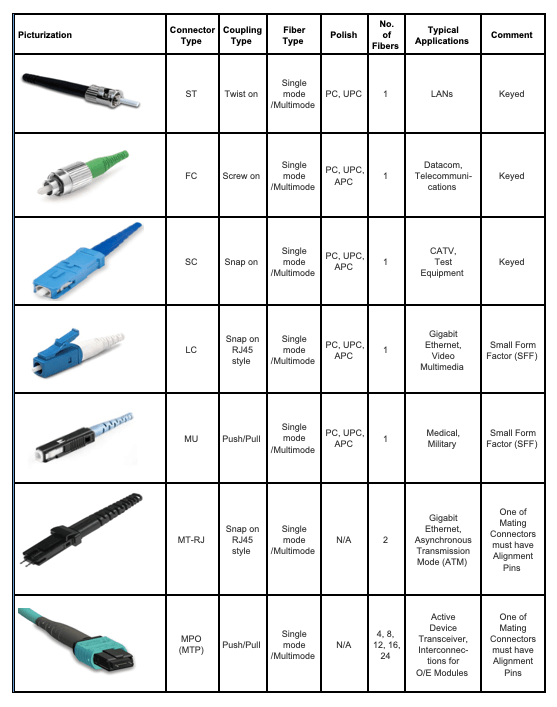 Picturization
Connector
Type
Coupling
Type
Fiber
Type
Polish
No.
of
Fibers
Typical
Applications
Comment
ST
Twist on
Single
mode
/Multimode
PC, UPC
1
LANs
Keyed
FC
Screw on
Single
mode
/Multimode
PC, UPC,
APC
1
Datacom,
Telecommuni-
cations
Keyed
SC
Snap on
Single
mode
/Multimode
PC, UPC,
APC
1
CATV,
Test
Equipment
Keyed
LC
Snap on
RJ45
style
Single
mode
/Multimode
PC, UPC,
APC
1
Gigabit
Ethernet,
Video
Multimedia
Small Form
Factor (SFF)
MU
Push/Pull
Single
mode
/Multimode
PC, UPC,
APC
1
Medical,
Military
Small Form
Factor (SFF)
MT-RJ
Snap on
RJ45
style
Single
mode
/Multimode
N/A
2
Gigabit
Ethernet,
Asynchronous
Transmission
Mode (ATM)
One of
Mating
Connectors
must have
Alignment
Pins
MPO
(MTP)
Push/Pull
Single
mode
/Multimode
N/A
4, 8,
12, 16,
24
Active
Device
Transceiver,
Interconnec-
tions for
O/E Modules
One of
Mating
Connectors
must have
Alignment
Pins